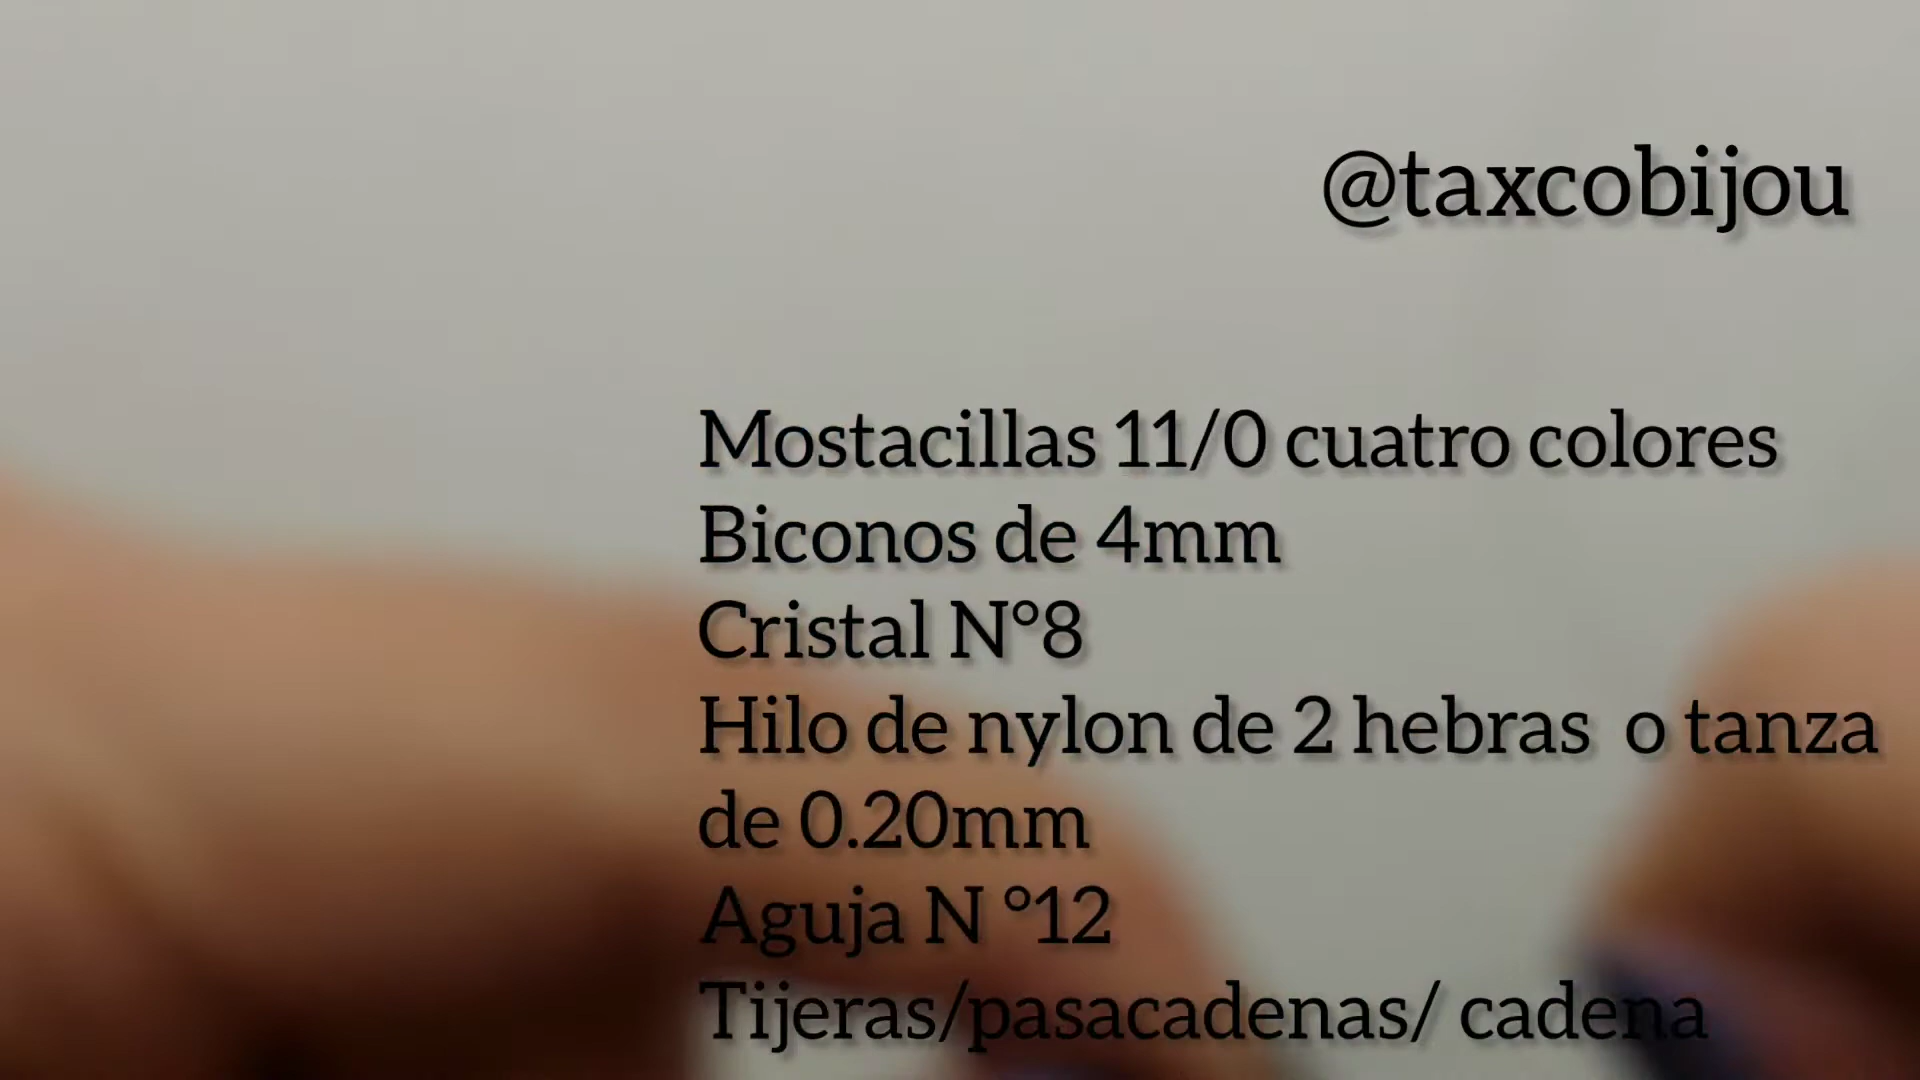 @taxcobijou
Mostacillas 11/0 cuatro colores
Biconos de 4mm
Cristal N°8
Hilo de nylon de 2 hebras o tanza
de 0.20mm
Aguja N °12
Tijeras/pasacadenas/ cadena